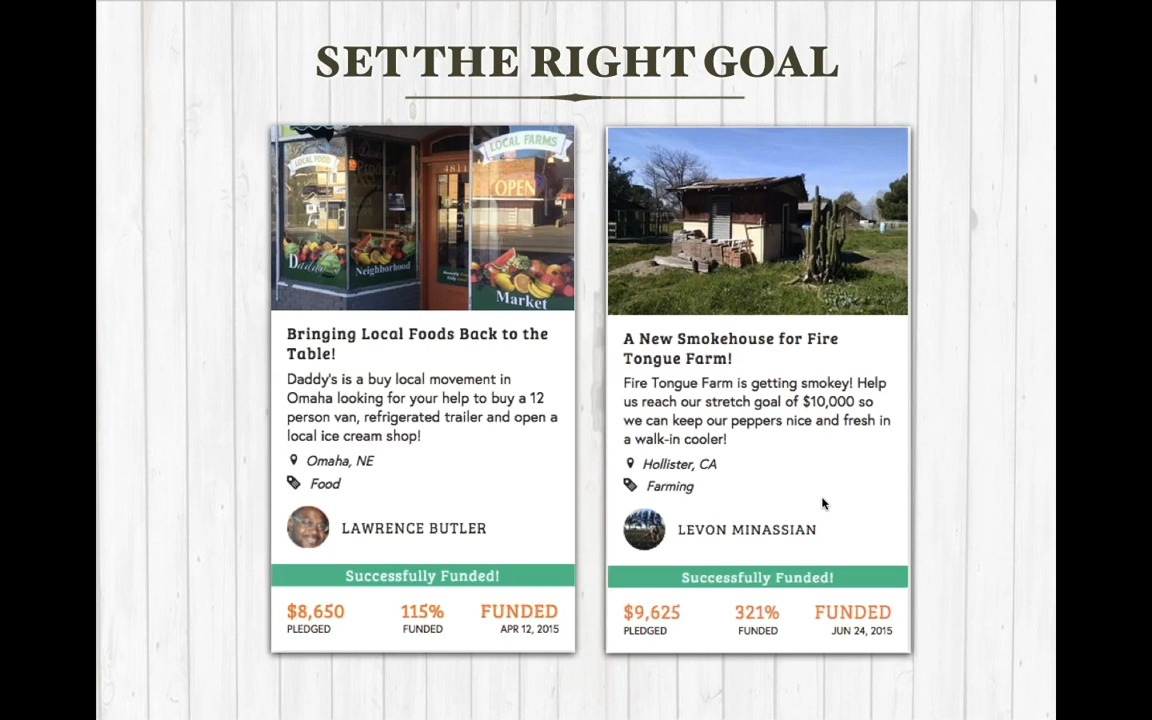 SET THE RIGHT GOAL
LOCAL FOOD
LOCAL FARMS
4811
OPEN
Neighborhood
Market
Bringing Local Foods Back to the
Table!
Daddy's is a buy local movement in
Omaha looking for your help to buy a 12
person van, refrigerated trailer and open a
local ice cream shop!
Omaha, NE
Food
LAWRENCE BUTLER
Successfully Funded!
$8,650 115% FUNDED
PLEDGED FUNDED APR 12, 2015
A New Smokehouse for Fire
Tongue Farm!
Fire Tongue Farm is getting smokey! Help
us reach our stretch goal of $10,000 so
we can keep our peppers nice and fresh in
a walk-in cooler!
Hollister, CA
Farming
LEVON MINASSIAN
Successfully Funded!
$9,625 321% FUNDED
PLEDGED FUNDED JUN 24, 2015